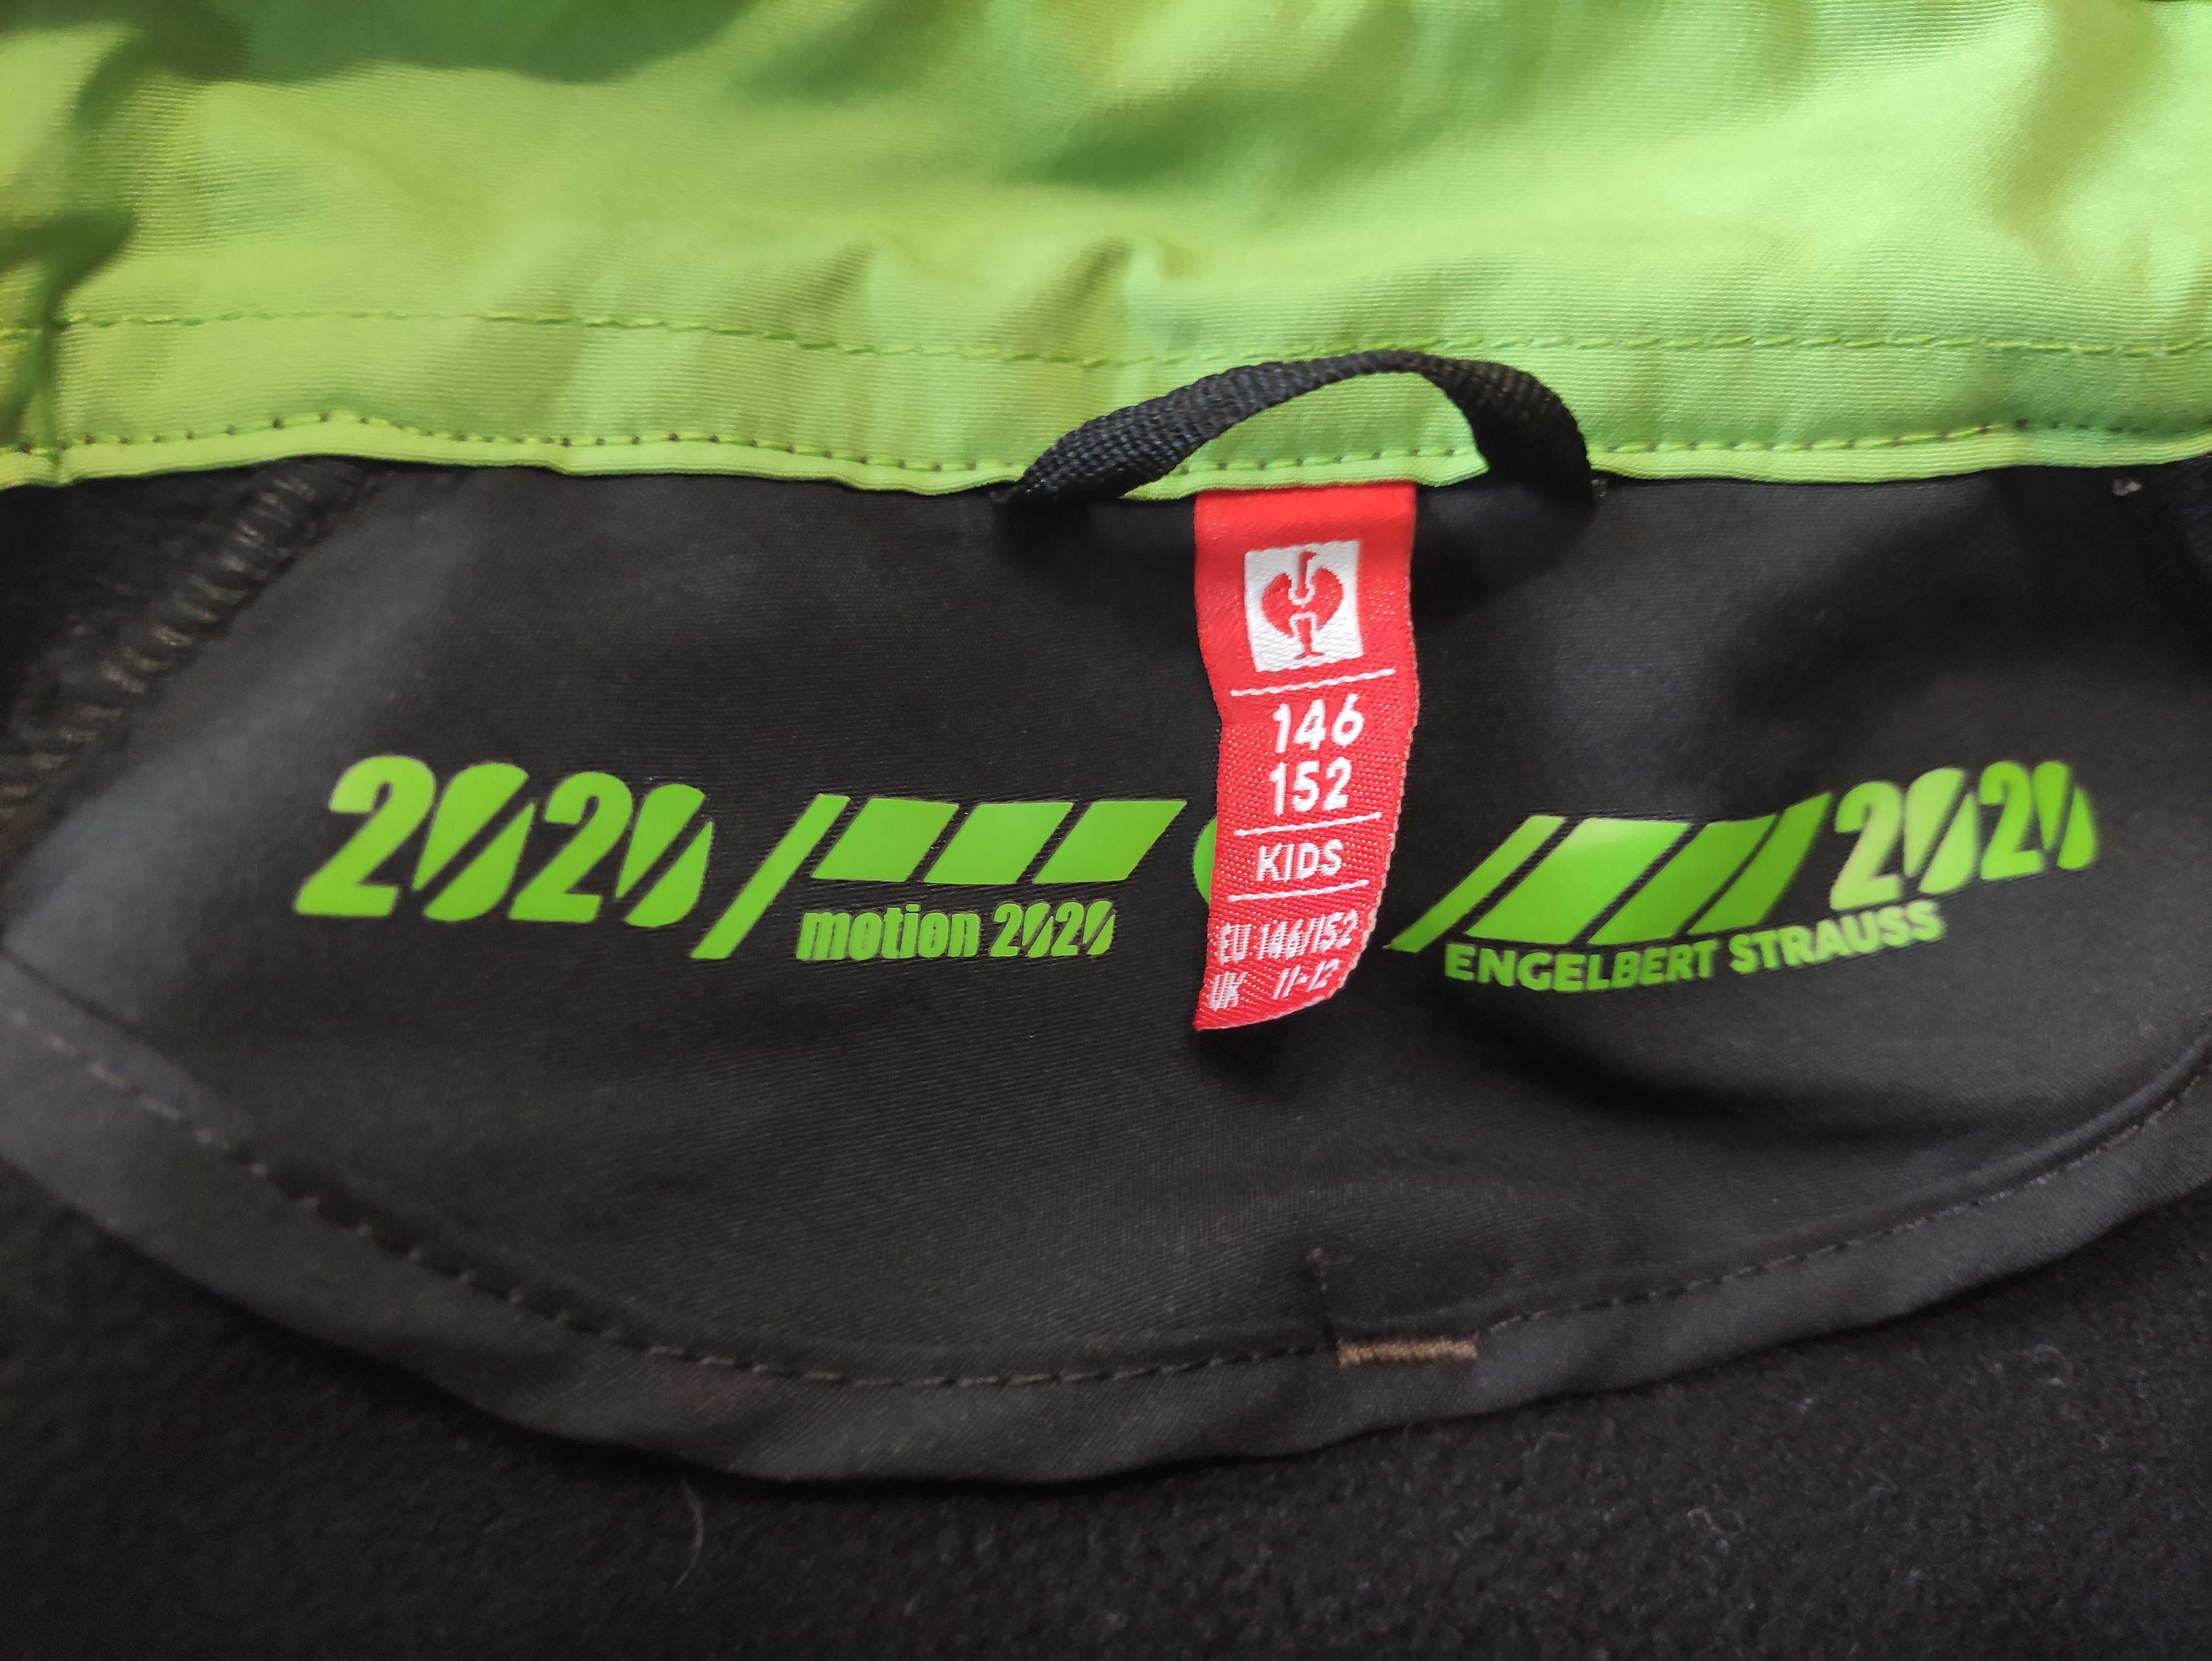 2020
motion 2020
146
152
KIDS
EU 146/152
UK 11-12
2020
ENGELBERT STRAUSS